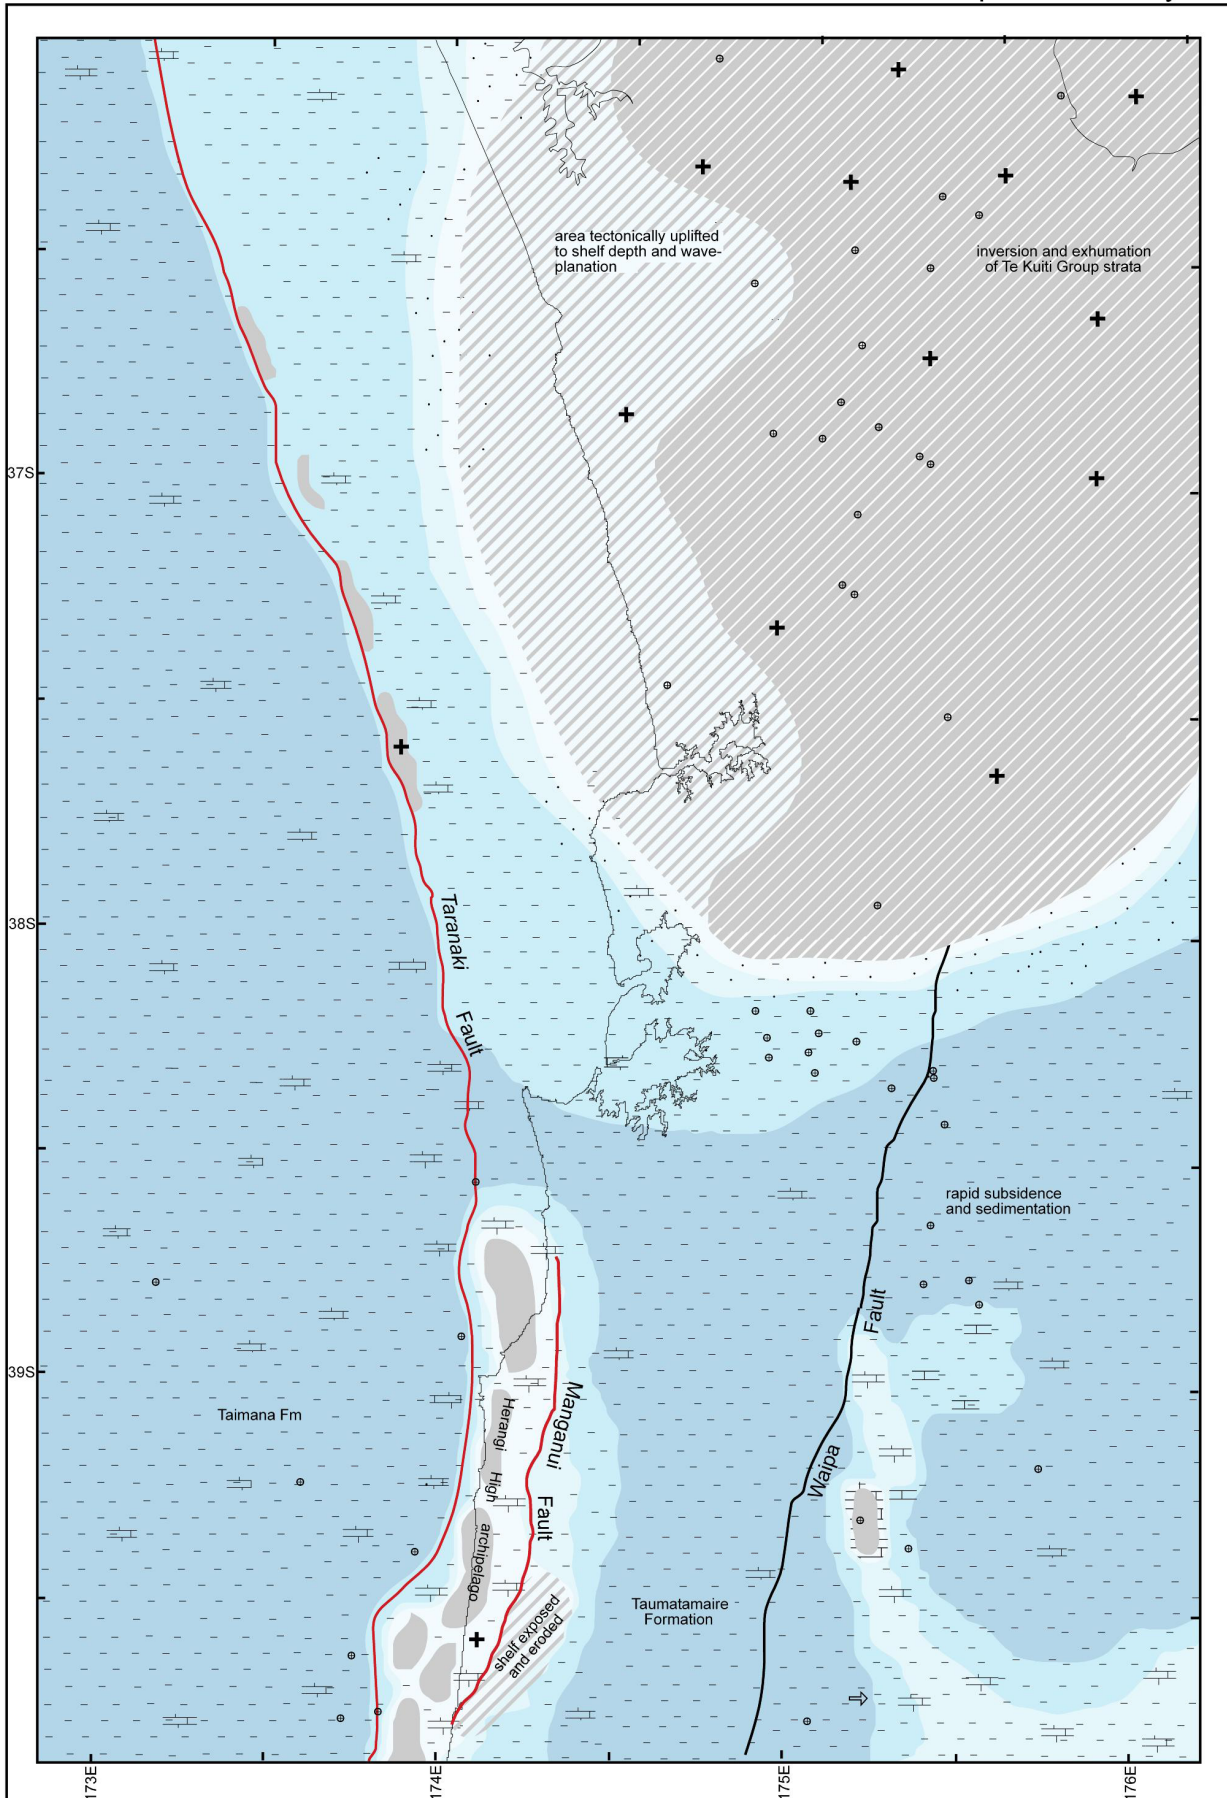 area tectonically uplifted
to shelf depth and wave-
planation
inversion and exhumation
of Te Kuiti Group strata
37S
38S
Taranaki
Fault
rapid subsidence
and sedimentation
Fault
39S
Taimana Fm
Herangi
High
archipelago
Manganui
Fault
Waipa
shelf exposed
and eroded
Taumatamaire
Formation
173E
174E
175E
176E